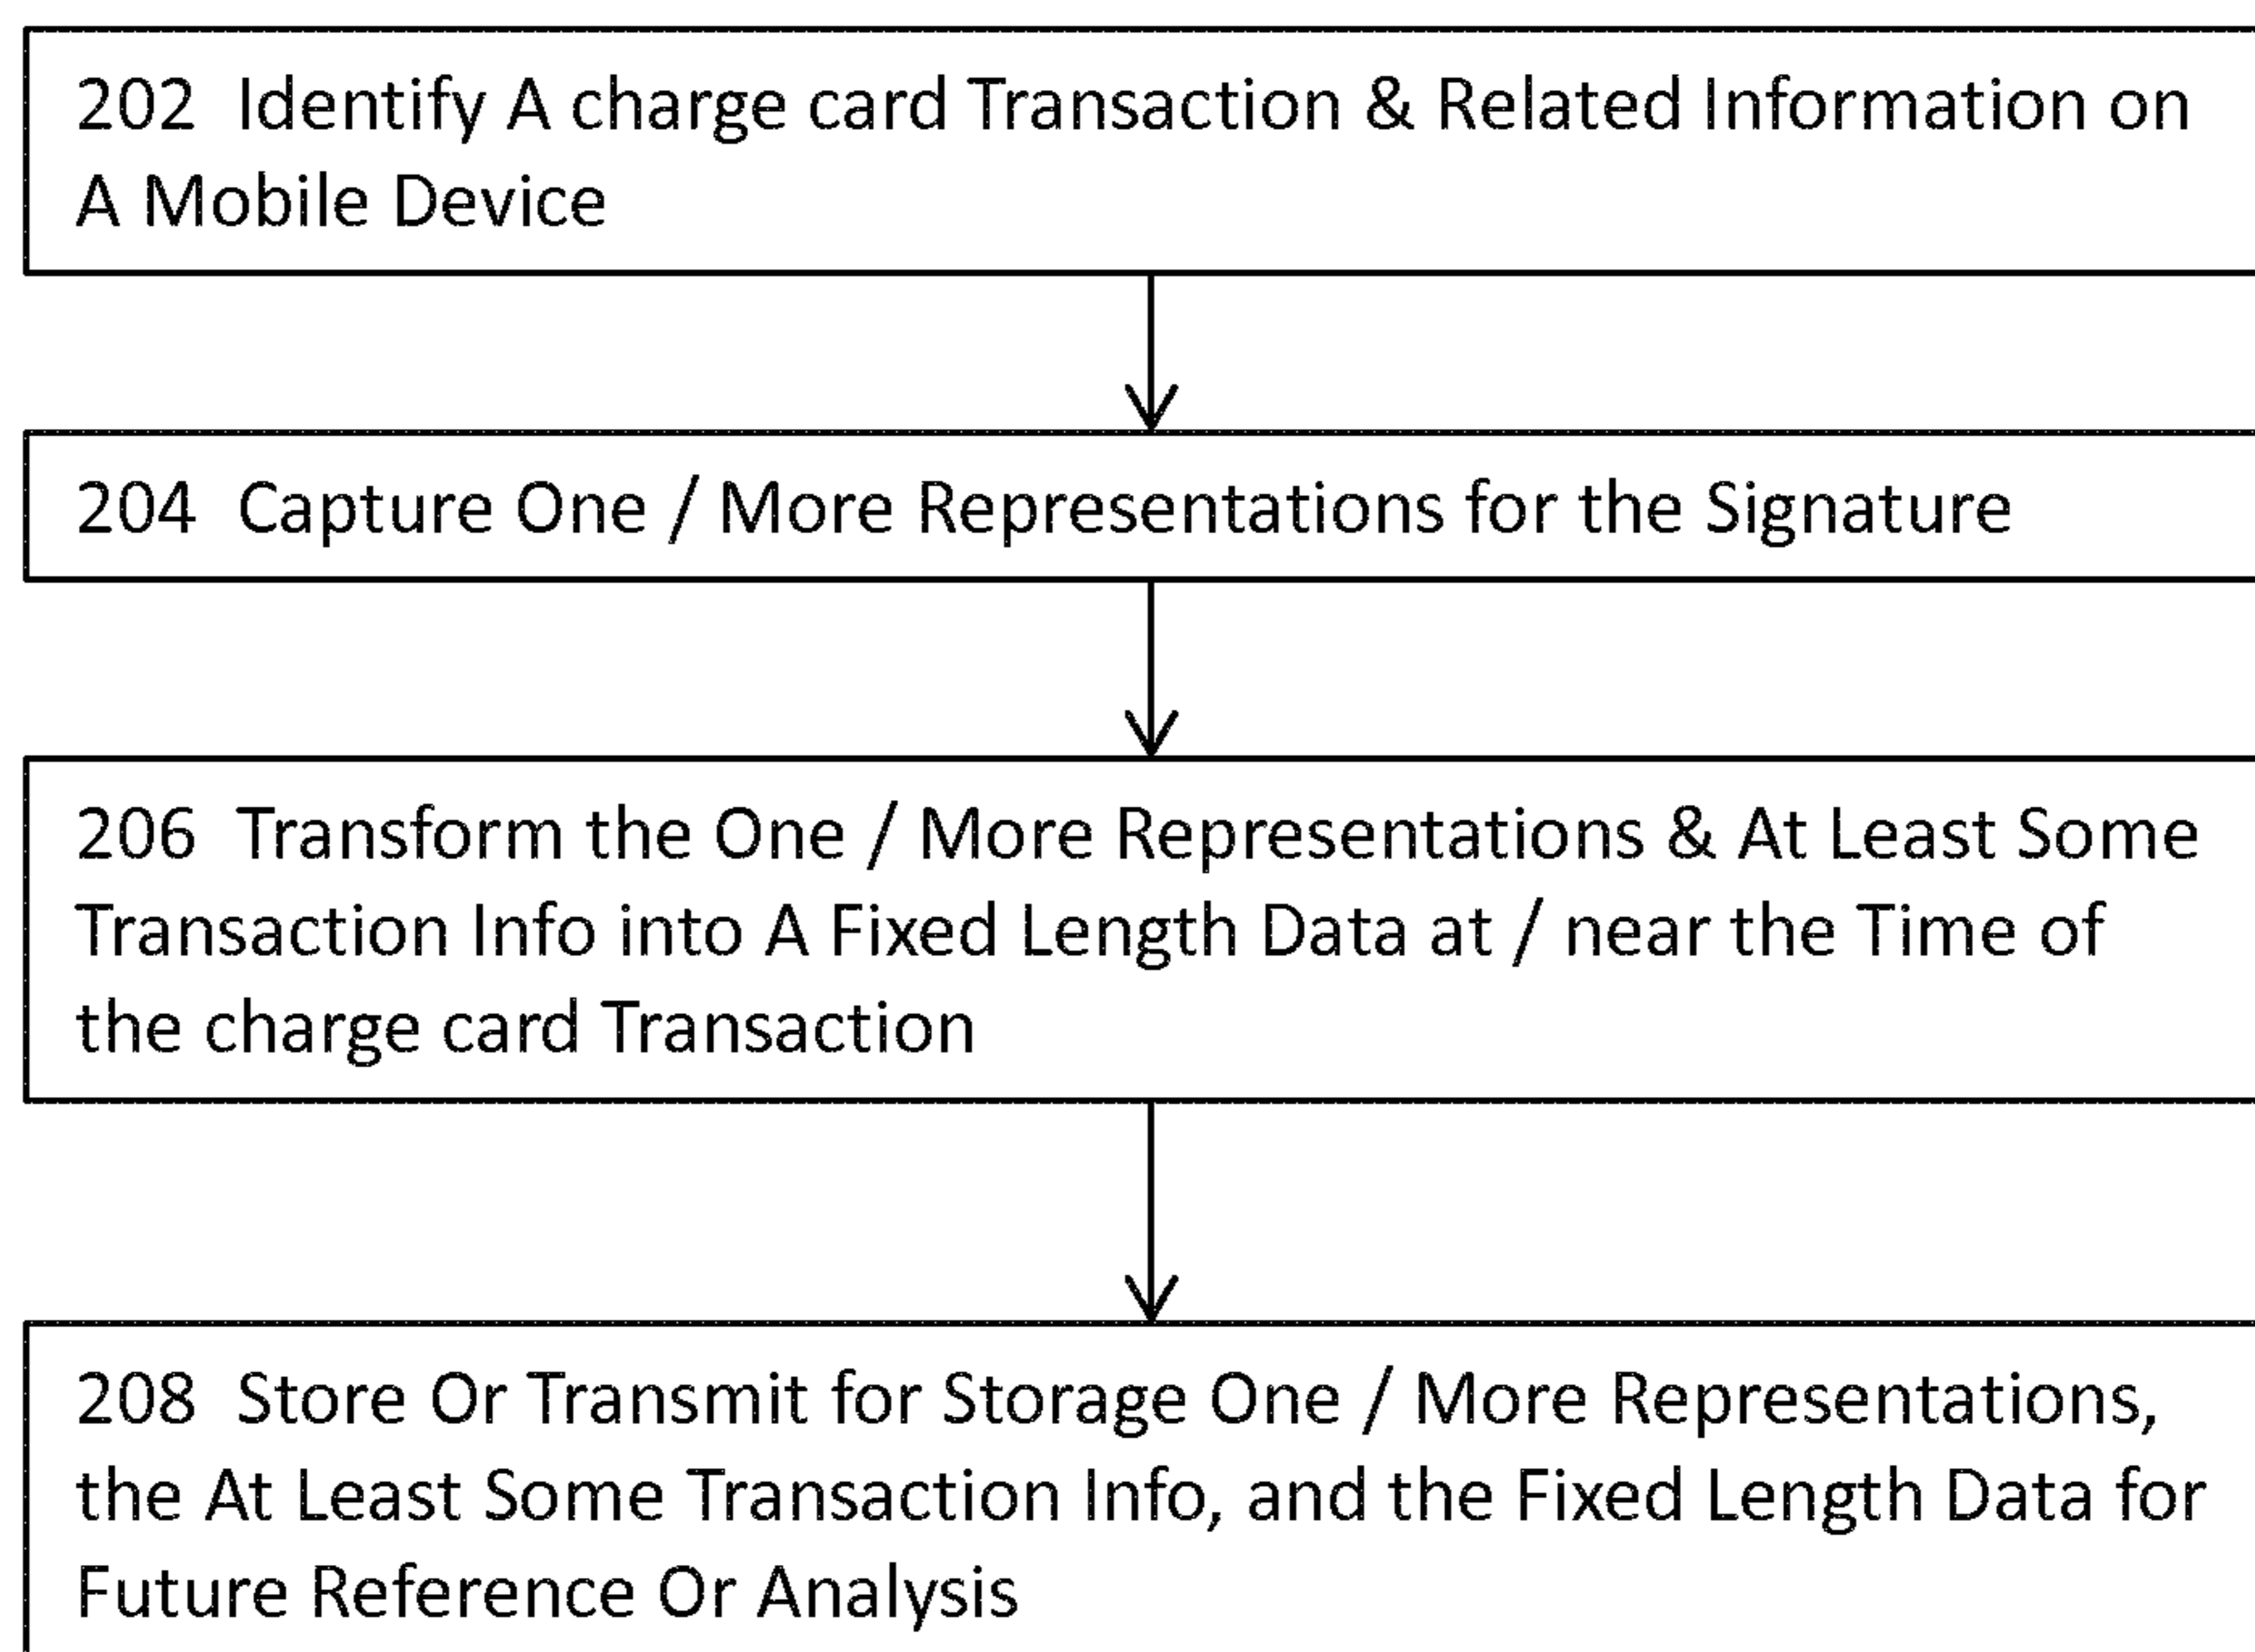 202 Identify A charge card Transaction & Related Information on
A Mobile Device
204 Capture One / More Representations for the Signature
206 Transform the One / More Representations & At Least Some
Transaction Info into A Fixed Length Data at / near the Time of
the charge card Transaction
208 Store Or Transmit for Storage One / More Representations,
the At Least Some Transaction Info, and the Fixed Length Data for
Future Reference Or Analysis